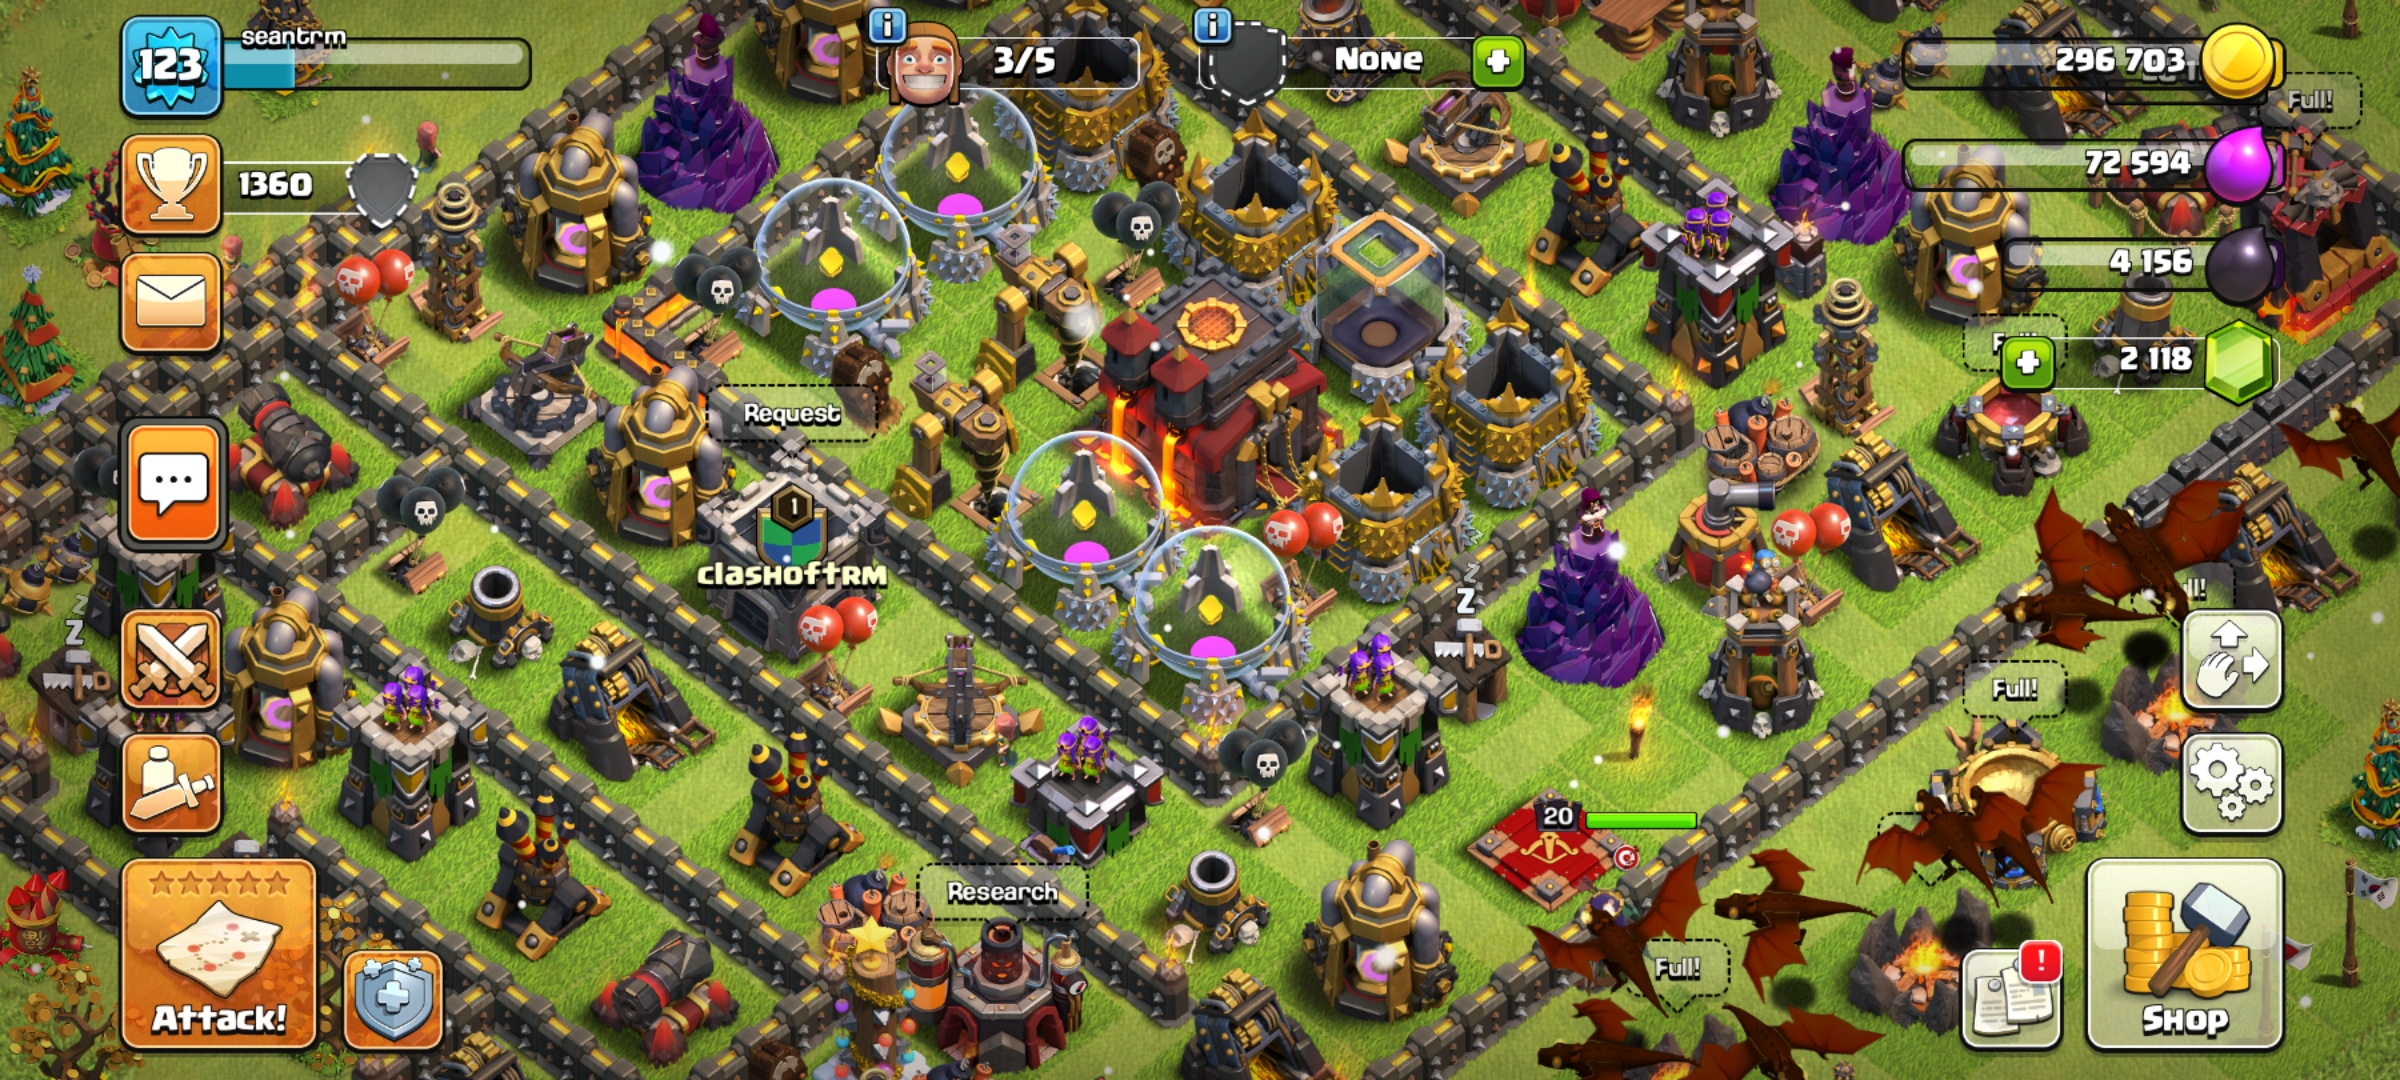 seantrm
123
3/5
None
296 703
Full!
1360
72 594
4 156
2 118
Request
1
clashofTRM
Z
Z
Full!
20
Research
Full!
Attack!
Shop
!